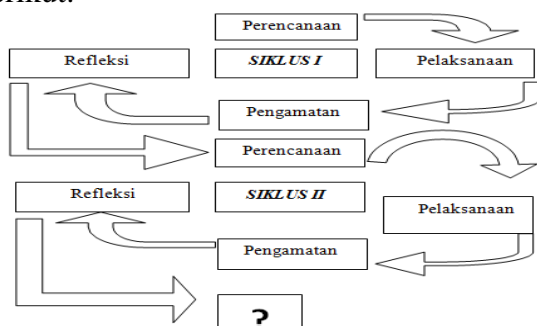 Perencanaan
Refleksi
SIKLUS I
Pelaksanaan
Pengamatan
Perencanaan
Refleksi
SIKLUS II
Pelaksanaan
Pengamatan
?